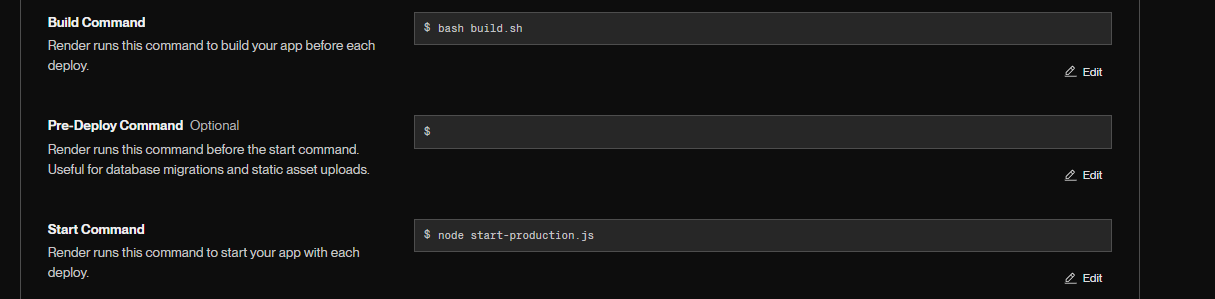 Build Command
$ bash build.sh
Render runs this command to build your app before each
deploy.
Edit
Pre-Deploy Command Optional
$
Render runs this command before the start command.
Useful for database migrations and static asset uploads.
Edit
Start Command
$ node start-production.js
Render runs this command to start your app with each
deploy.
Edit